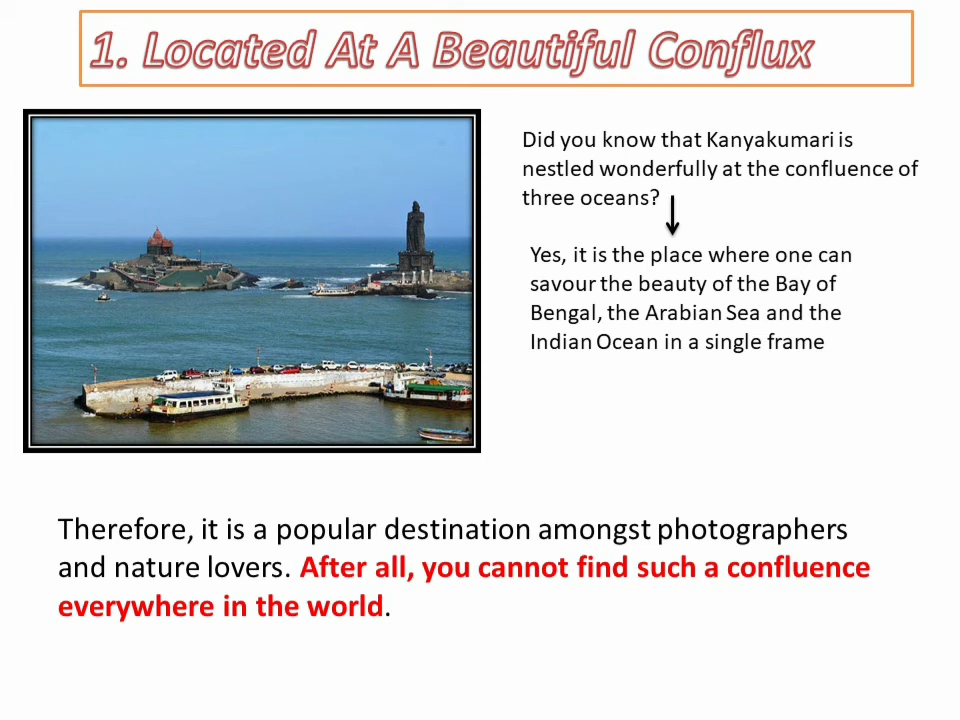 1. Located At A Beautiful Conflux
Did you know that Kanyakumari is
nestled wonderfully at the confluence of
three oceans?
Yes, it is the place where one can
savour the beauty of the Bay of
Bengal, the Arabian Sea and the
Indian Ocean in a single frame
Therefore, it is a popular destination amongst photographers
and nature lovers. After all, you cannot find such a confluence
everywhere in the world.